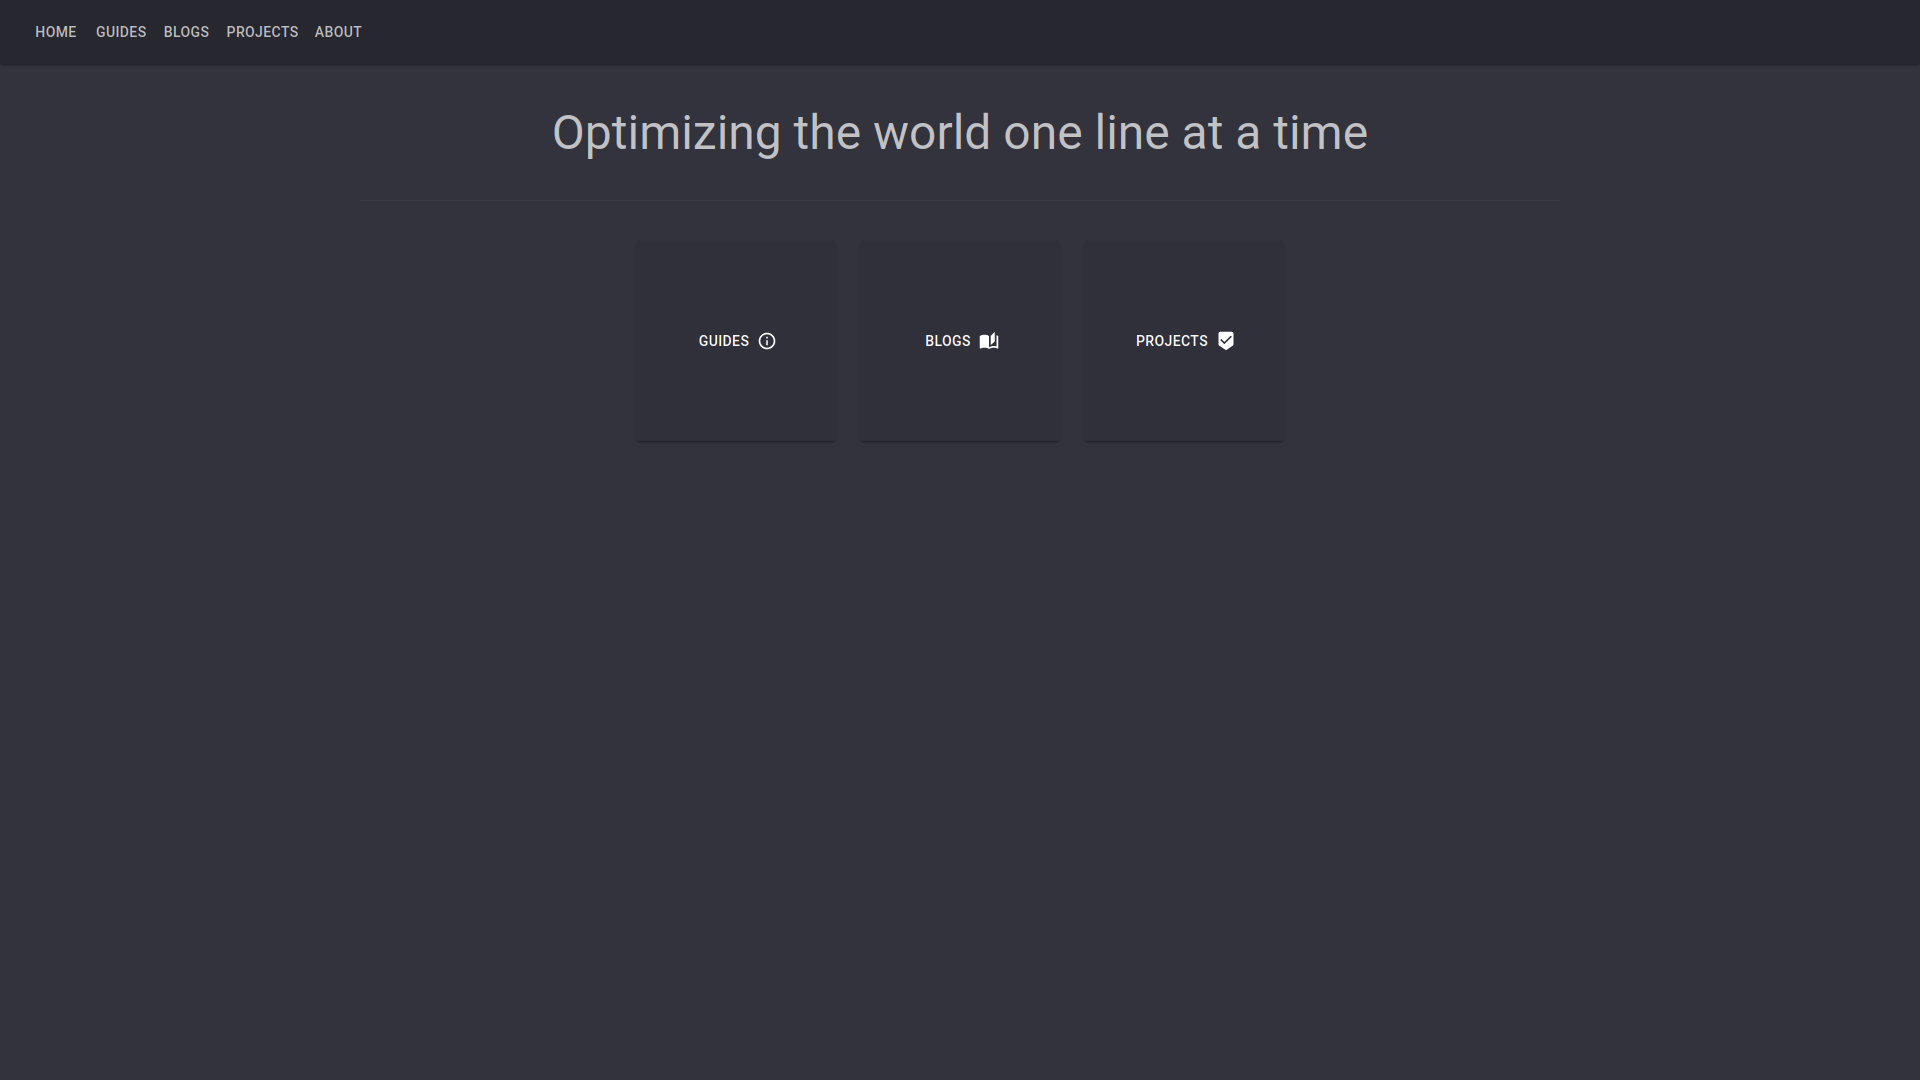 HOME GUIDES BLOGS PROJECTS ABOUT
Optimizing the world one line at a time
GUIDES BLOGS PROJECTS